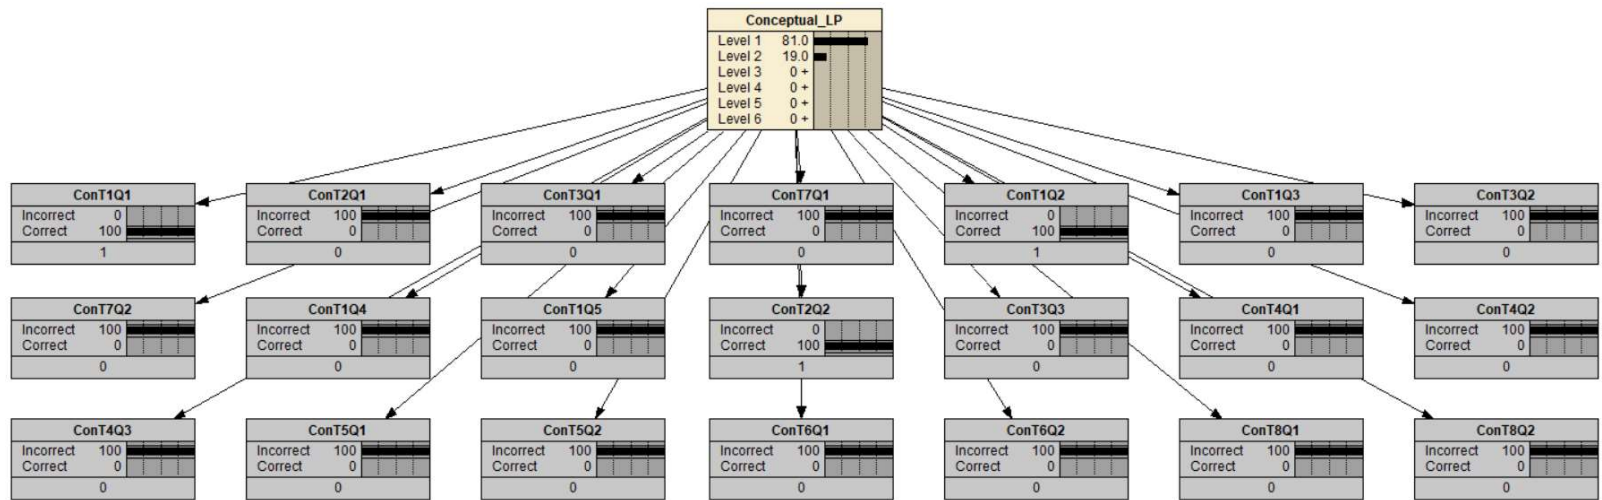 Conceptual_LP
Level 1 81.0
Level 2 19.0
Level 3 0 +
Level 4 0 +
Level 5 0 +
Level 6 0 +
ConT1Q1
Incorrect 0
Correct 100
1
ConT2Q1
Incorrect 100
Correct 0
0
ConT3Q1
Incorrect 100
Correct 0
0
ConT7Q1
Incorrect 100
Correct 0
0
ConT1Q2
Incorrect 0
Correct 100
1
ConT1Q3
Incorrect 100
Correct 0
0
ConT3Q2
Incorrect 100
Correct 0
0
ConT7Q2
Incorrect 100
Correct 0
0
ConT1Q4
Incorrect 100
Correct 0
0
ConT1Q5
Incorrect 100
Correct 0
0
ConT2Q2
Incorrect 0
Correct 100
1
ConT3Q3
Incorrect 100
Correct 0
0
ConT4Q1
Incorrect 100
Correct 0
0
ConT4Q2
Incorrect 100
Correct 0
0
ConT4Q3
Incorrect 100
Correct 0
0
ConT5Q1
Incorrect 100
Correct 0
0
ConT5Q2
Incorrect 100
Correct 0
0
ConT6Q1
Incorrect 100
Correct 0
0
ConT6Q2
Incorrect 100
Correct 0
0
ConT8Q1
Incorrect 100
Correct 0
0
ConT8Q2
Incorrect 100
Correct 0
0